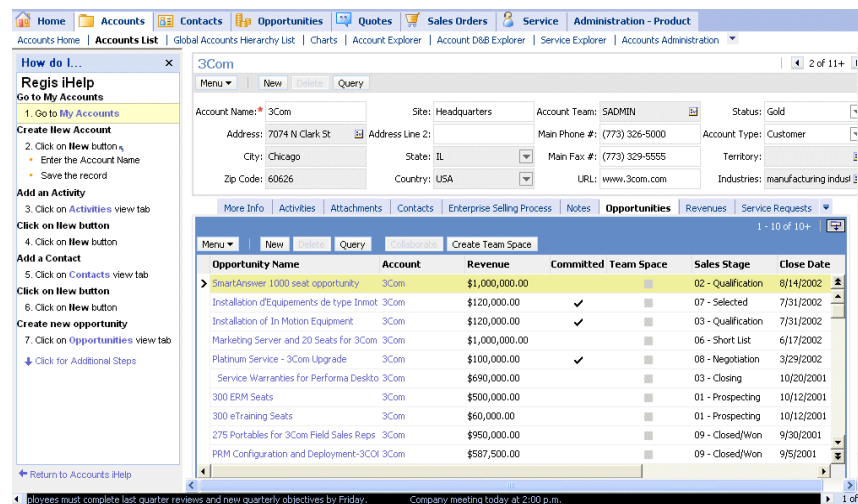 Home Accounts Contacts Opportunities Quotes Sales Orders Service Administration - Product
Accounts Home | Accounts List | Global Accounts Hierarchy List | Charts | Account Explorer | Account D&B Explorer | Service Explorer | Accounts Administration
How do I...
Regis iHelp
Go to My Accounts
1. Go to My Accounts
Create New Account
2. Click on New button
Enter the Account Name
Save the record
Add an Activity
3. Click on Activities view tab
Click on New button
4. Click on New button
Add a Contact
5. Click on Contacts view tab
Click on New button
6. Click on New button
Create new opportunity
7. Click on Opportunities view tab
Click for Additional Steps
Return to Accounts iHelp
3Com 2 of 11+
Menu New Delete Query
Account Name:* 3Com Site: Headquarters Account Team: SADMIN Status: Gold
Address: 7074 N Clark St Address Line 2: Main Phone #: (773) 326-5000 Account Type: Customer
City: Chicago State: IL Main Fax #: (773) 329-5555 Territory:
Zip Code: 60626 Country: USA URL: www.3com.com Industries: manufacturing indust
More Info Activities Attachments Contacts Enterprise Selling Process Notes Opportunities Revenues Service Requests
1 - 10 of 10+
Menu New Delete Query Collaborate Create Team Space
Opportunity Name Account Revenue Committed Team Space Sales Stage Close Date
SmartAnswer 1000 seat opportunity 3Com $1,000,000.00 02 - Qualification 8/14/2002
Installation d'Equipements de type Inmot 3Com $120,000.00 07 - Selected 7/31/2002
Installation of In Motion Equipment 3Com $120,000.00 03 - Qualification 7/31/2002
Marketing Server and 20 Seats for 3Com 3Com $1,000,000.00 06 - Short List 6/17/2002
Platinum Service - 3Com Upgrade 3Com $100,000.00 08 - Negotiation 3/29/2002
Service Warranties for Performa Deskto 3Com $690,000.00 03 - Closing 10/20/2001
300 ERM Seats 3Com $500,000.00 01 - Prospecting 10/12/2001
300 eTraining Seats 3Com $60,000.00 01 - Prospecting 10/12/2001
275 Portables for 3Com Field Sales Reps 3Com $950,000.00 09 - Closed/Won 9/30/2001
PRM Configuration and Deployment-3COI 3Com $587,500.00 09 - Closed/Won 9/5/2001
ployees must complete last quarter reviews and new quarterly objectives by Friday. Company meeting today at 2:00 p.m. 1 of